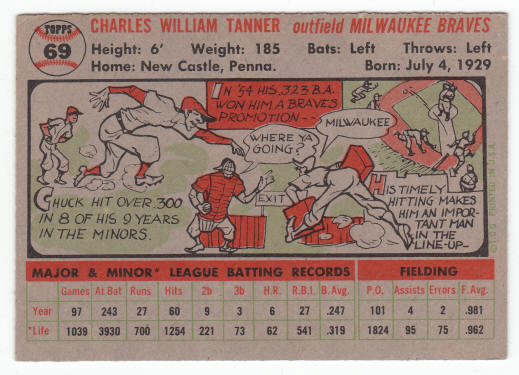 TOPPS
69
CHARLES WILLIAM TANNER outfield MILWAUKEE BRAVES
Height: 6' Weight: 185 Bats: Left Throws: Left
Home: New Castle, Penna. Born: July 4, 1929
IN '54 HIS .323 B.A.
WON HIM A BRAVES
PROMOTION--
WHERE YA
GOING?
MILWAUKEE
EXIT
CHUCK HIT OVER .300
IN 8 OF HIS 9 YEARS
IN THE MINORS.
HIS TIMELY
HITTING MAKES
HIM AN IMPOR-
TANT MAN
IN THE
LINE-UP-
©T.C.G. PRINTED IN U.S.A.
MAJOR & MINOR* LEAGUE BATTING RECORDS FIELDING
Games At Bat Runs Hits 2b 3b H.R. R.B.I. B. Avg. P.O. Assists Errors F. Avg.
Year 97 243 27 60 9 3 6 27 .247 101 4 2 .981
*Life 1039 3930 700 1254 221 73 62 541 .319 1824 95 75 .962